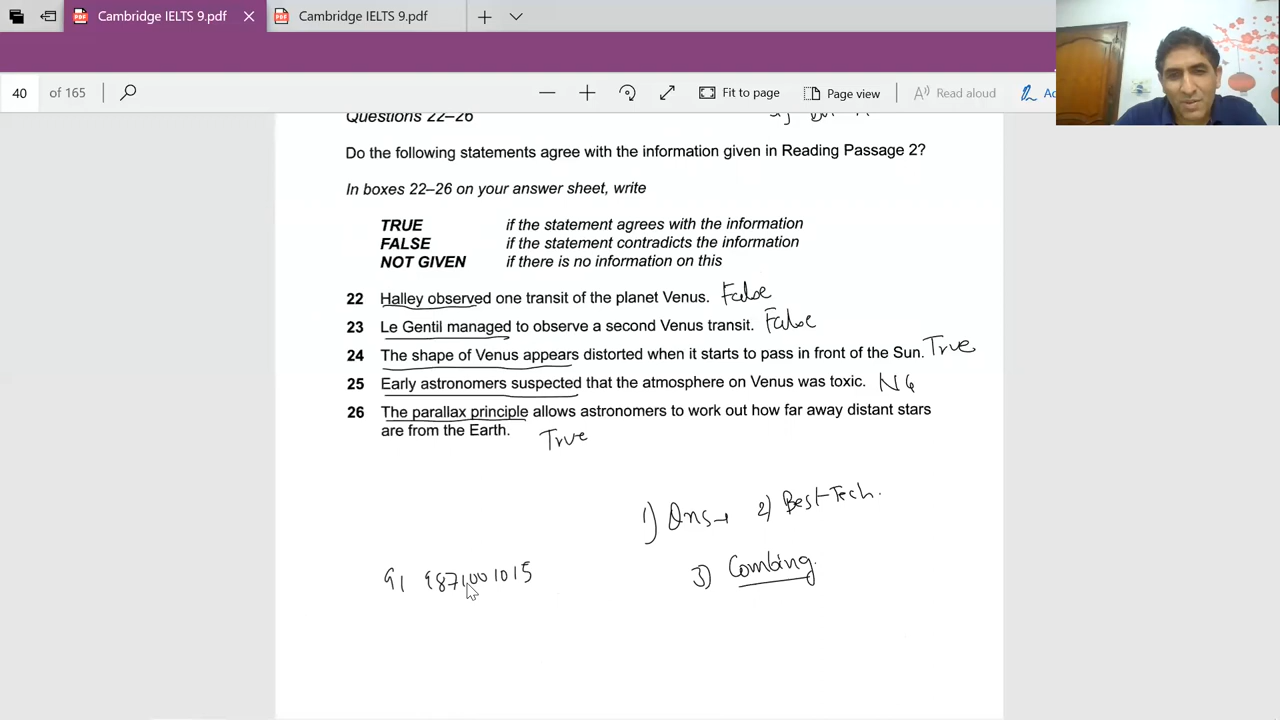 Cambridge IELTS 9.pdf Cambridge IELTS 9.pdf
40 of 165 Fit to page Page view Read aloud
Questions 22–26
Do the following statements agree with the information given in Reading Passage 2?
In boxes 22–26 on your answer sheet, write
TRUE if the statement agrees with the information
FALSE if the statement contradicts the information
NOT GIVEN if there is no information on this
22 Halley observed one transit of the planet Venus. False
23 Le Gentil managed to observe a second Venus transit. False
24 The shape of Venus appears distorted when it starts to pass in front of the Sun. True
25 Early astronomers suspected that the atmosphere on Venus was toxic. NG
26 The parallax principle allows astronomers to work out how far away distant stars
are from the Earth. True
1) Qns 2) Best Tech.
91 9871001015 3) Combing